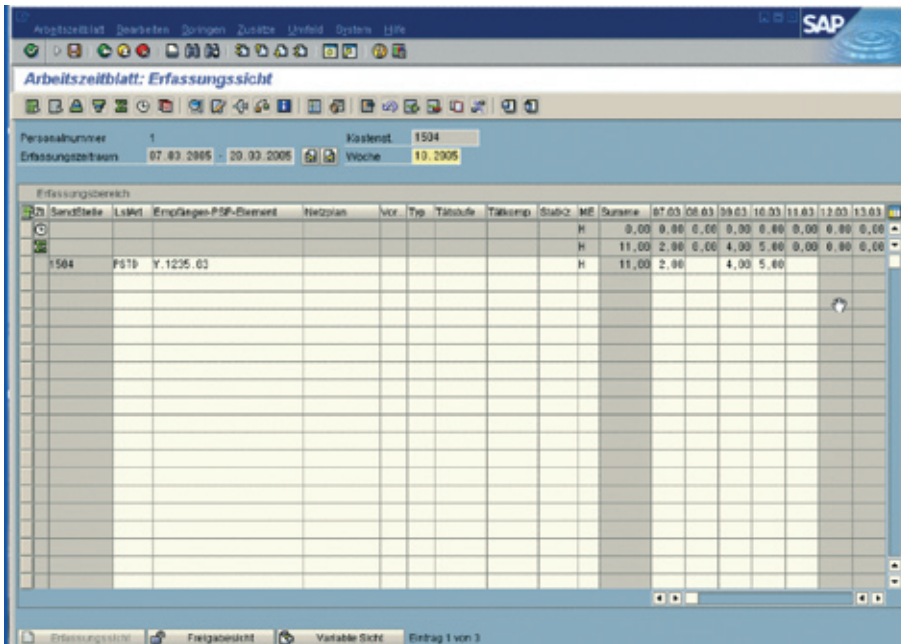 Arbeitszeitblatt Bearbeiten Springen Zusätze Umfeld System Hilfe
SAP
Arbeitszeitblatt: Erfassungssicht
Personalnummer 1 Kostenst. 1504
Erfassungszeitraum 07.03.2005 - 20.03.2005 Woche 10.2005
Erfassungsbereich
SendStelle LstArt Empfänger-PSP-Element Netzplan Vor.. Typ Tätstufe Tätkomp ME Summe 07.03 08.03 09.03 10.03 11.03 12.03 13.03
H 0,00 0,00 0,00 0,00 0,00 0,00 0,00 0,00
H 11,00 2,00 0,00 4,00 5,00 0,00 0,00 0,00
1504 PSTD Y.1235.03 H 11,00 2,00 4,00 5,00
Erfassungssicht Freigabesicht Variable Sicht Eintrag 1 von 3